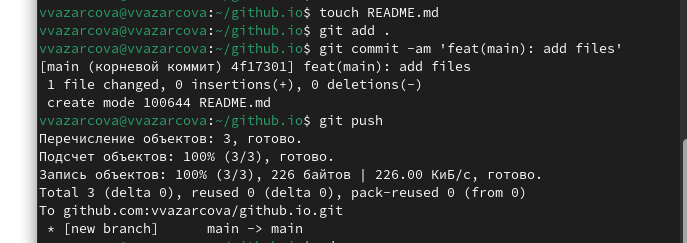 vvazarcova@vvazarcova:~/github.io$ touch README.md
vvazarcova@vvazarcova:~/github.io$ git add .
vvazarcova@vvazarcova:~/github.io$ git commit -am 'feat(main): add files'
[main (корневой коммит) 4f17301] feat(main): add files
 1 file changed, 0 insertions(+), 0 deletions(-)
 create mode 100644 README.md
vvazarcova@vvazarcova:~/github.io$ git push
Перечисление объектов: 3, готово.
Подсчет объектов: 100% (3/3), готово.
Запись объектов: 100% (3/3), 226 байтов | 226.00 КиБ/с, готово.
Total 3 (delta 0), reused 0 (delta 0), pack-reused 0 (from 0)
To github.com:vvazarcova/github.io.git
 * [new branch]      main -> main